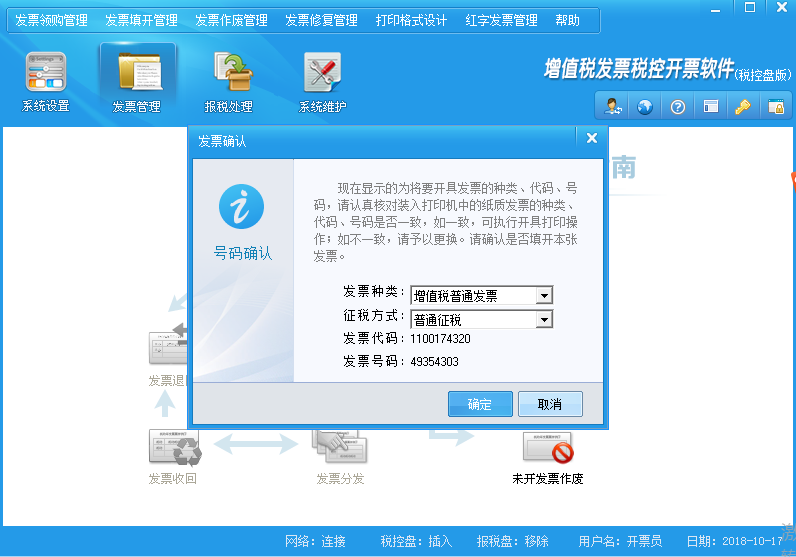 发票领购管理 发票填开管理 发票作废管理 发票修复管理 打印格式设计 红字发票管理 帮助
增值税发票税控开票软件(税控盘版)
系统设置 发票管理 报税处理 系统维护
发票确认
南
现在显示的为将要开具发票的种类、代码、号
码，请认真核对装入打印机中的纸质发票的种类、
代码、号码是否一致，如一致，可执行开具打印操
作；如不一致，请予以更换。请确认是否填开本张
发票。
号码确认
发票种类：增值税普通发票
征税方式：普通征税
发票代码：1100174320
发票号码：49354303
发票退
确定 取消
发票收回 发票分发 未开发票作废
网络：连接 税控盘：插入 报税盘：移除 用户名：开票员 日期：2018-10-17